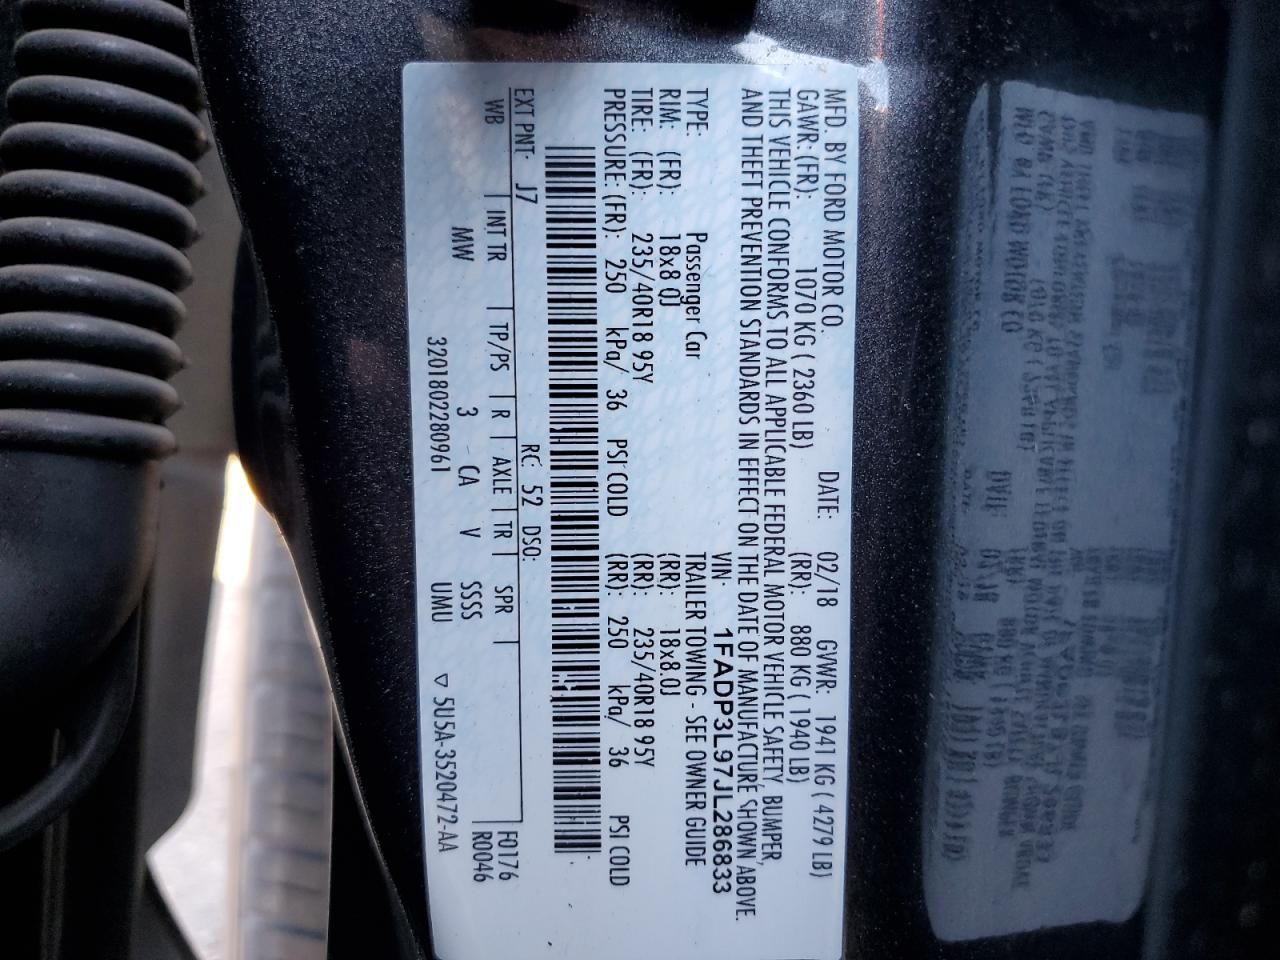 MFD. BY FORD MOTOR CO.
DATE: 02/18 GVWR: 1941 KG ( 4279 LB)
GAWR: (FR): 1070 KG ( 2360 LB) (RR): 880 KG ( 1940 LB)
THIS VEHICLE CONFORMS TO ALL APPLICABLE FEDERAL MOTOR VEHICLE SAFETY, BUMPER,
AND THEFT PREVENTION STANDARDS IN EFFECT ON THE DATE OF MANUFACTURE SHOWN ABOVE.
VIN: 1FADP3L97JL286833
TYPE: Passenger Car TRAILER TOWING - SEE OWNER GUIDE
RIM: (FR): 18x8.0J (RR): 18x8.0J
TIRE: (FR): 235/40R18 95Y (RR): 235/40R18 95Y
PRESSURE: (FR): 250 kPa/ 36 PSI COLD (RR): 250 kPa/ 36 PSI COLD
EXT PNT: J7 RC: 52 DSO: F0176
WB INT TR TP/PS R AXLE TR SPR R0046
MW 3 CA V SSSS
3201802280961 UMU ▽ 5U5A-3520472-AA